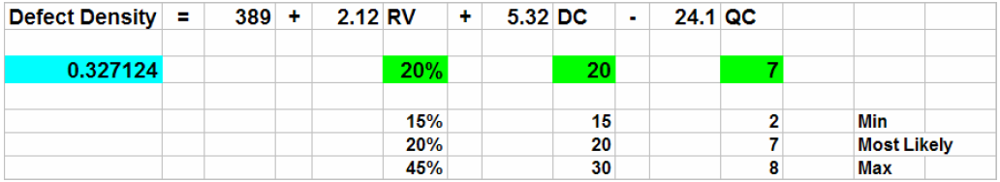 Defect Density = 389 + 2.12 RV + 5.32 DC - 24.1 QC
0.327124 20% 20 7
15% 15 2 Min
20% 20 7 Most Likely
45% 30 8 Max